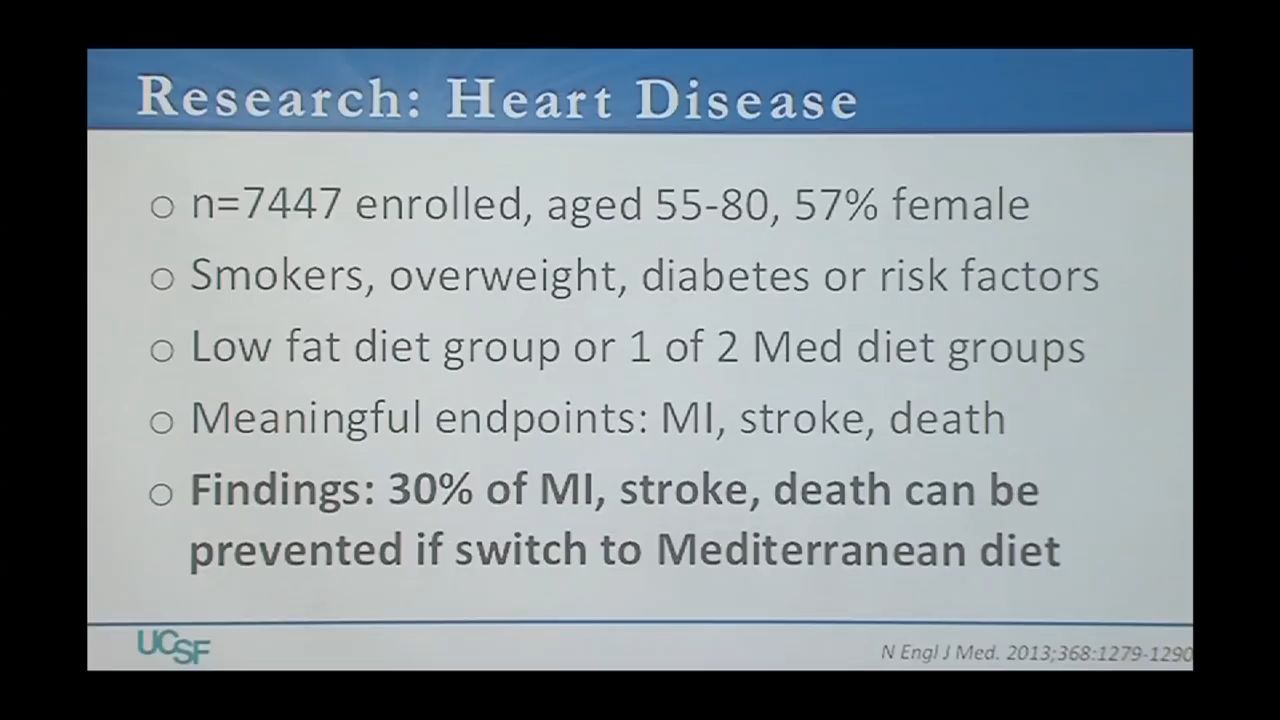 Research: Heart Disease
○ n=7447 enrolled, aged 55-80, 57% female
○ Smokers, overweight, diabetes or risk factors
○ Low fat diet group or 1 of 2 Med diet groups
○ Meaningful endpoints: MI, stroke, death
○ Findings: 30% of MI, stroke, death can be
prevented if switch to Mediterranean diet
UCSF
N Engl J Med. 2013;368:1279-1290